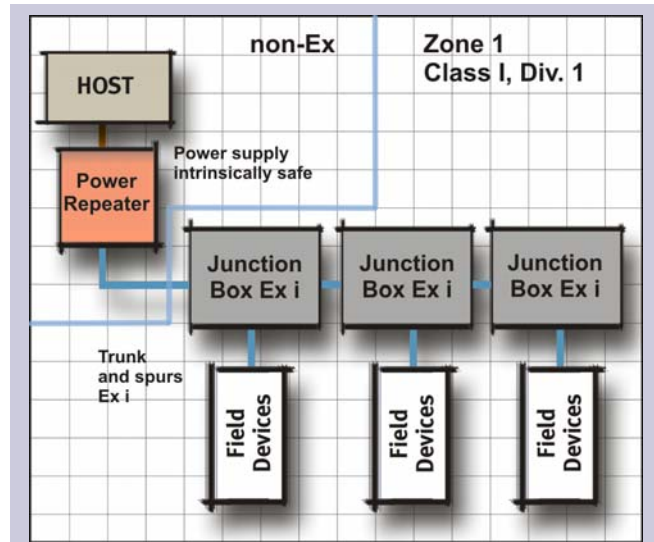 non-Ex
Zone 1
Class I, Div. 1
HOST
Power supply
intrinsically safe
Power
Repeater
Junction
Box Ex i
Junction
Box Ex i
Junction
Box Ex i
Trunk
and spurs
Ex i
Field
Devices
Field
Devices
Field
Devices